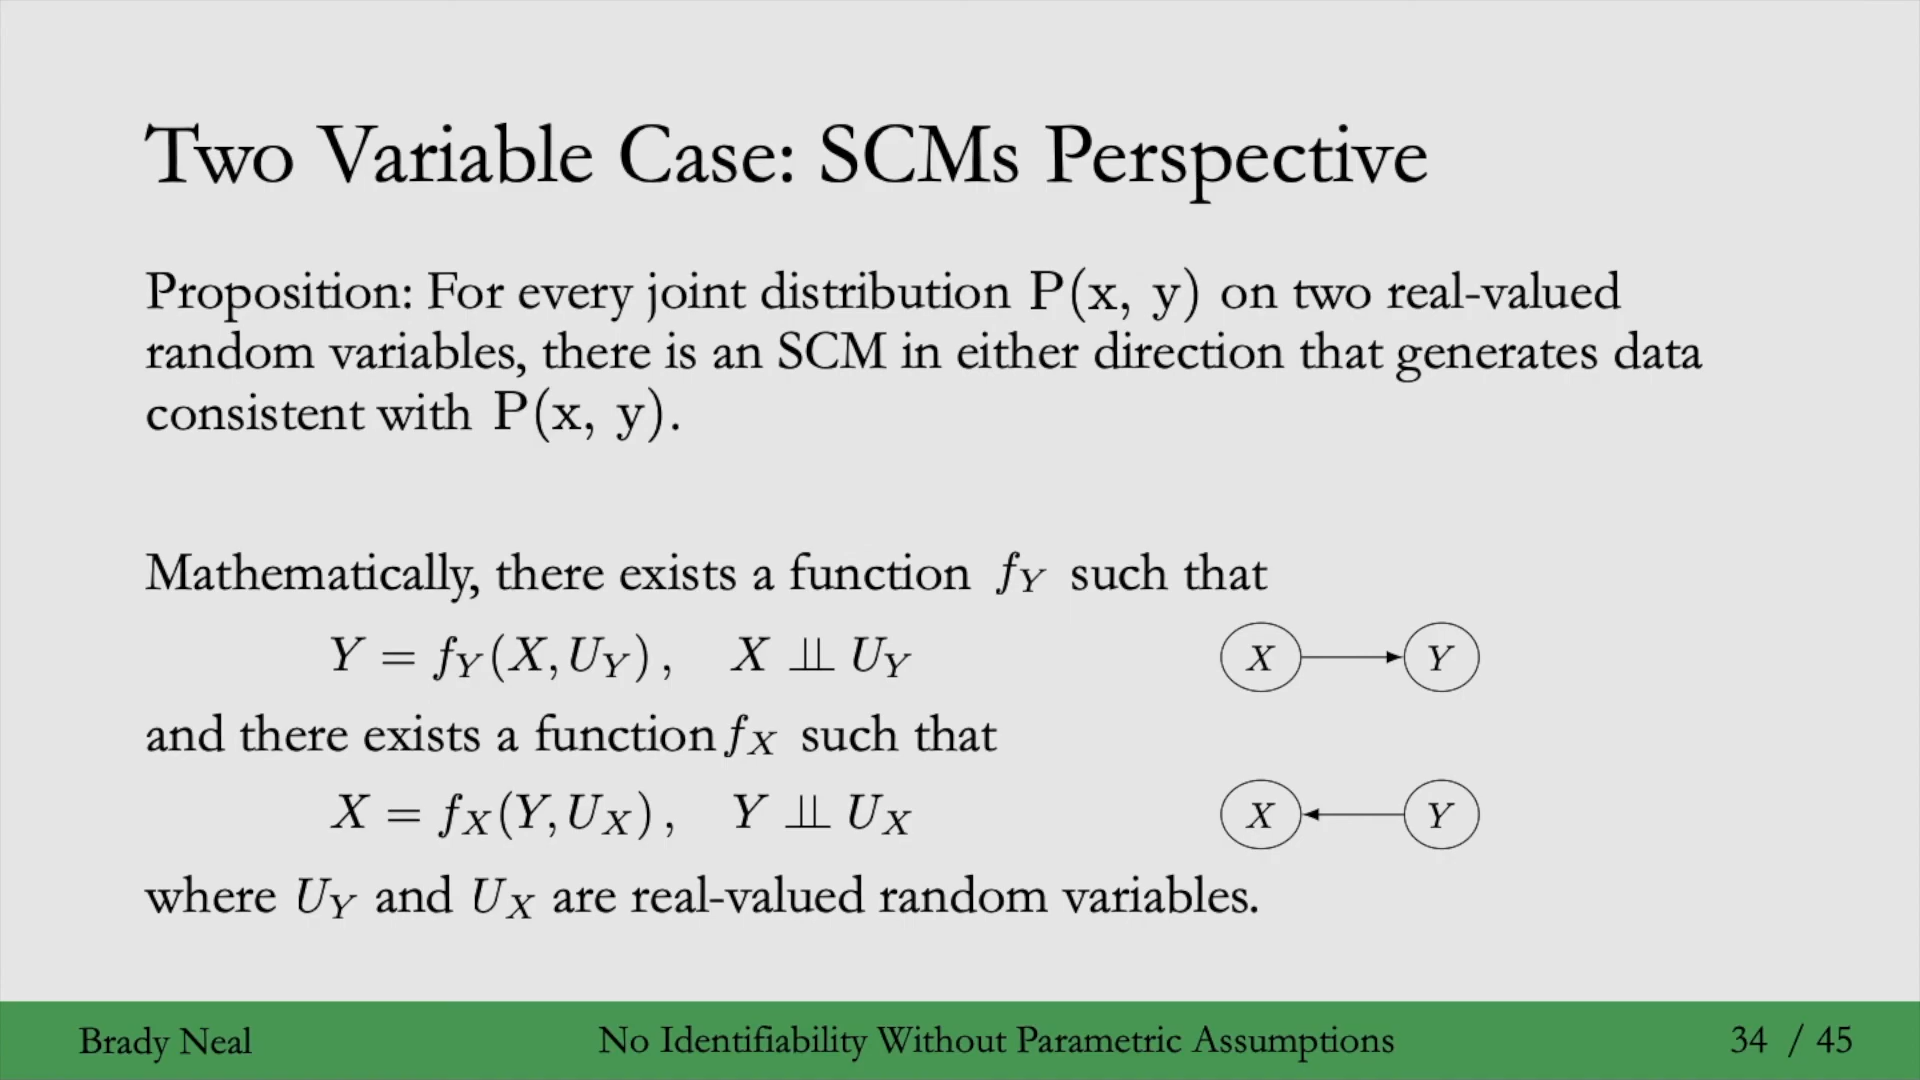 Two Variable Case: SCMs Perspective
Proposition: For every joint distribution P(x, y) on two real-valued
random variables, there is an SCM in either direction that generates data
consistent with P(x, y).
Mathematically, there exists a function f_Y such that
Y = f_Y(X, U_Y), X ⫫ U_Y
X → Y
and there exists a function f_X such that
X = f_X(Y, U_X), Y ⫫ U_X
X ← Y
where U_Y and U_X are real-valued random variables.
Brady Neal
No Identifiability Without Parametric Assumptions
34 / 45